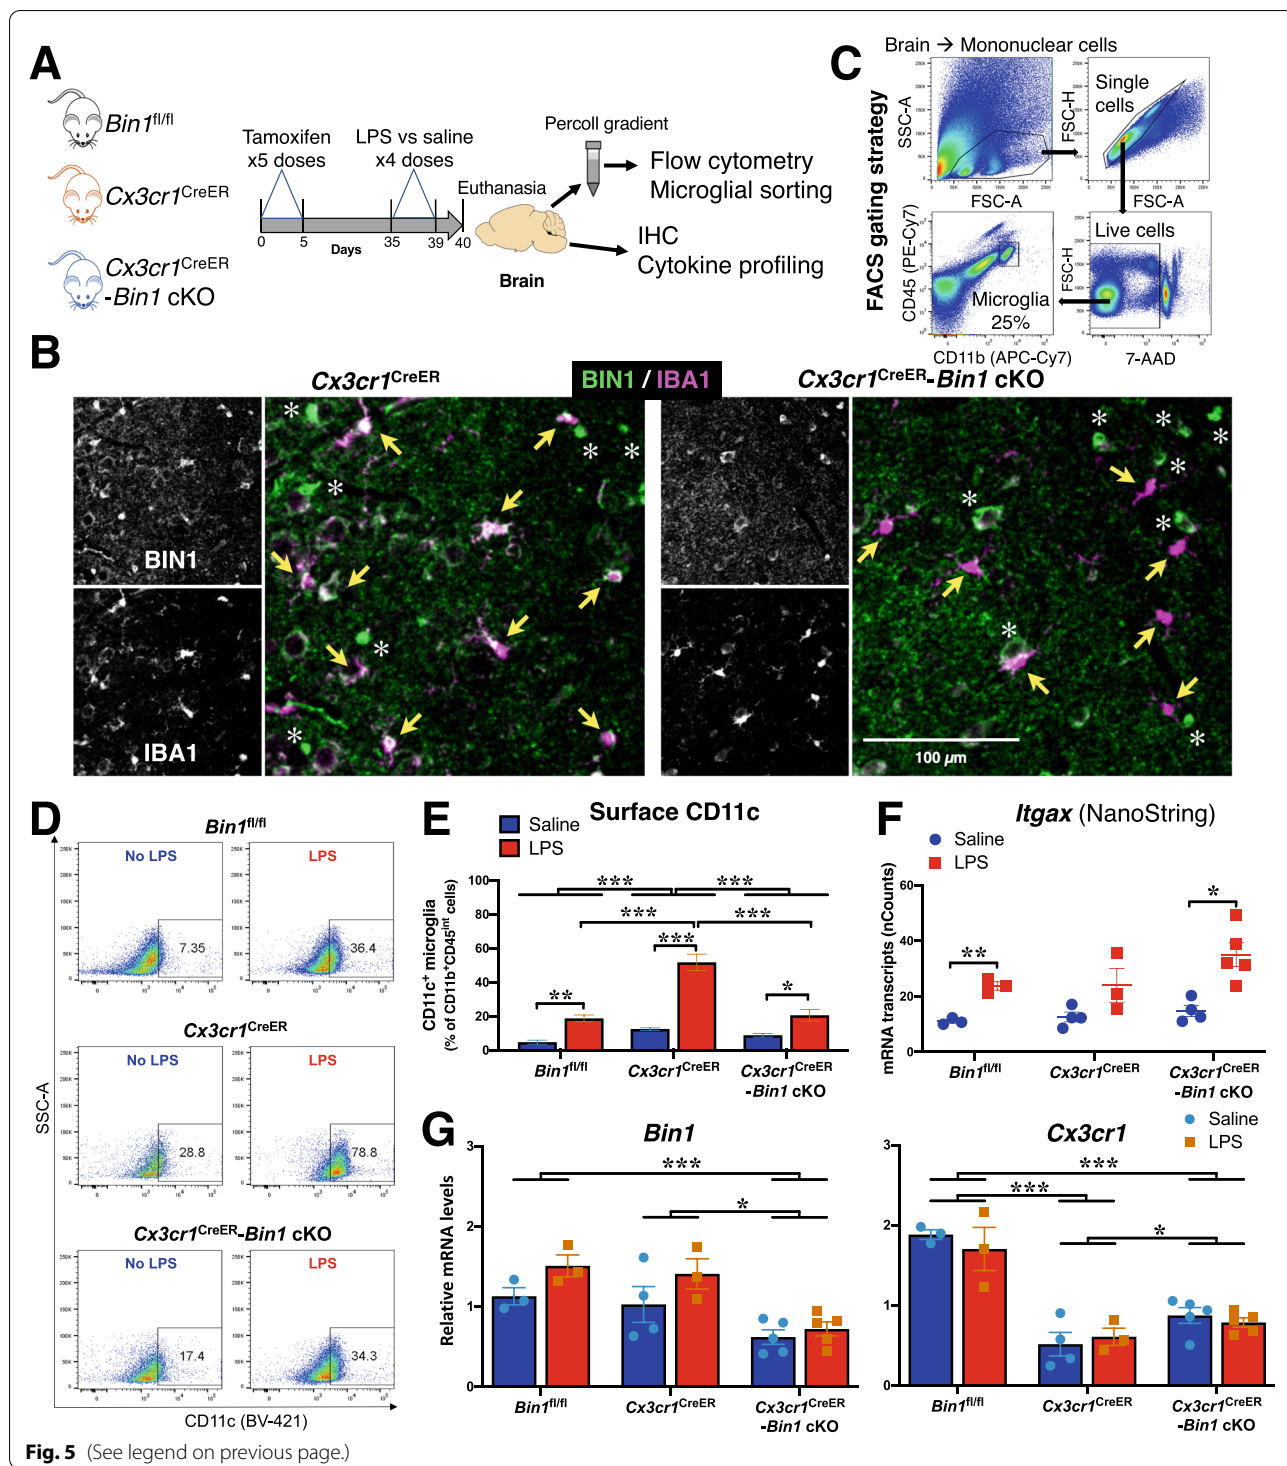 A
Bin1fl/fl
Cx3cr1CreER
Cx3cr1CreER
-Bin1 cKO
Tamoxifen
x5 doses
LPS vs saline
x4 doses
0 5 35 39 40
Days
Euthanasia
Percoll gradient
Brain
Flow cytometry
Microglial sorting
IHC
Cytokine profiling
C
FACS gating strategy
Brain → Mononuclear cells
SSC-A
FSC-A
Single
cells
FSC-H
FSC-A
CD45 (PE-Cy7)
Microglia
25%
CD11b (APC-Cy7)
Live cells
FSC-H
7-AAD
B
Cx3cr1CreER
BIN1 / IBA1
Cx3cr1CreER-Bin1 cKO
BIN1
IBA1
100 µm
D
Bin1fl/fl
No LPS
LPS
7.35
36.4
Cx3cr1CreER
No LPS
LPS
28.8
78.8
Cx3cr1CreER-Bin1 cKO
No LPS
LPS
17.4
34.3
SSC-A
CD11c (BV-421)
E
Surface CD11c
Saline
LPS
CD11c+ microglia
(% of CD11b+CD45int cells)
100
80
60
40
20
0
*** ***
*** ***
** *** *
Bin1fl/fl
Cx3cr1CreER
Cx3cr1CreER
-Bin1 cKO
F
Itgax (NanoString)
Saline
LPS
mRNA transcripts (nCounts)
60
40
20
0
**
*
Bin1fl/fl
Cx3cr1CreER
Cx3cr1CreER
-Bin1 cKO
G
Bin1
Relative mRNA levels
3
2
1
0
***
*
Bin1fl/fl
Cx3cr1CreER
Cx3cr1CreER
-Bin1 cKO
Cx3cr1
Saline
LPS
3
2
1
0
***
***
*
Bin1fl/fl
Cx3cr1CreER
Cx3cr1CreER
-Bin1 cKO
Fig. 5 (See legend on previous page.)